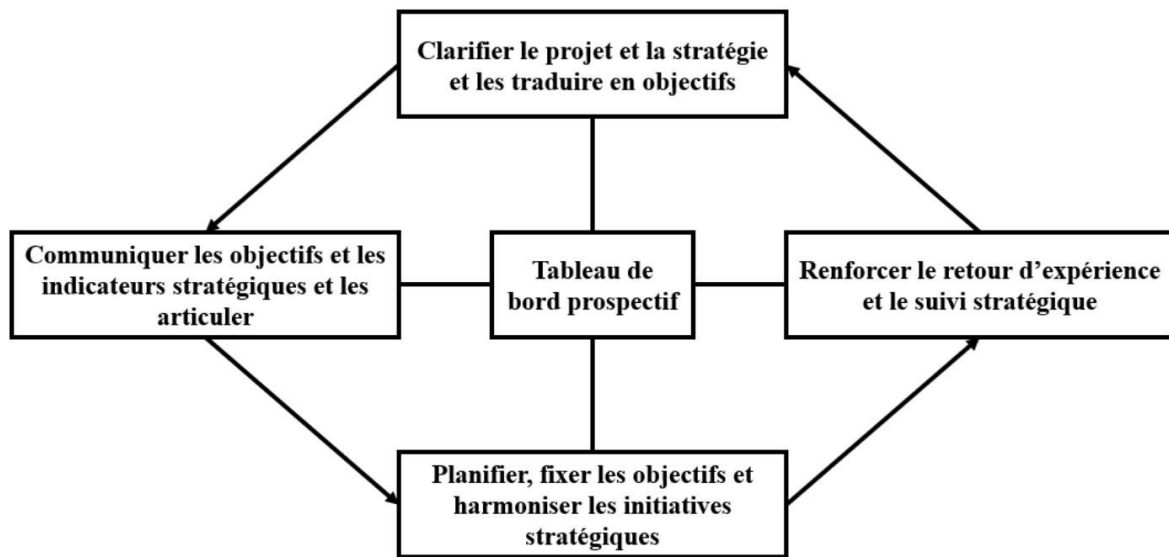 Clarifier le projet et la stratégie
et les traduire en objectifs
Communiquer les objectifs et les
indicateurs stratégiques et les
articuler
Tableau de
bord prospectif
Renforcer le retour d’expérience
et le suivi stratégique
Planifier, fixer les objectifs et
harmoniser les initiatives
stratégiques